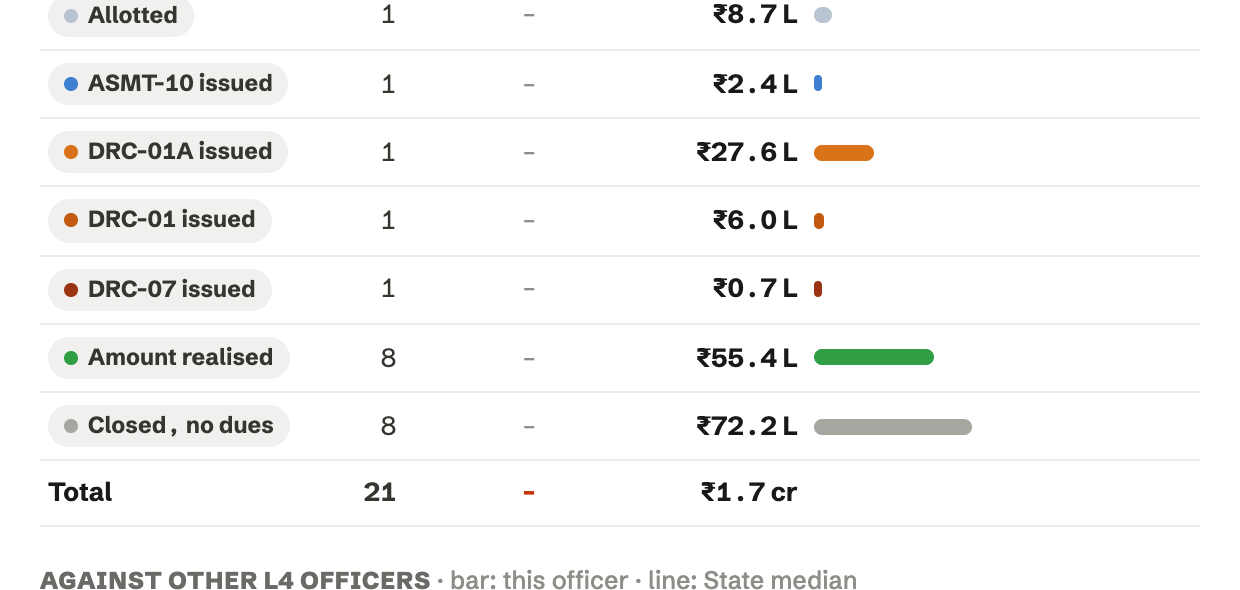 Allotted 1 – ₹8.7 L
ASMT-10 issued 1 – ₹2.4 L
DRC-01A issued 1 – ₹27.6 L
DRC-01 issued 1 – ₹6.0 L
DRC-07 issued 1 – ₹0.7 L
Amount realised 8 – ₹55.4 L
Closed, no dues 8 – ₹72.2 L
Total 21 – ₹1.7 cr
AGAINST OTHER L4 OFFICERS · bar: this officer · line: State median